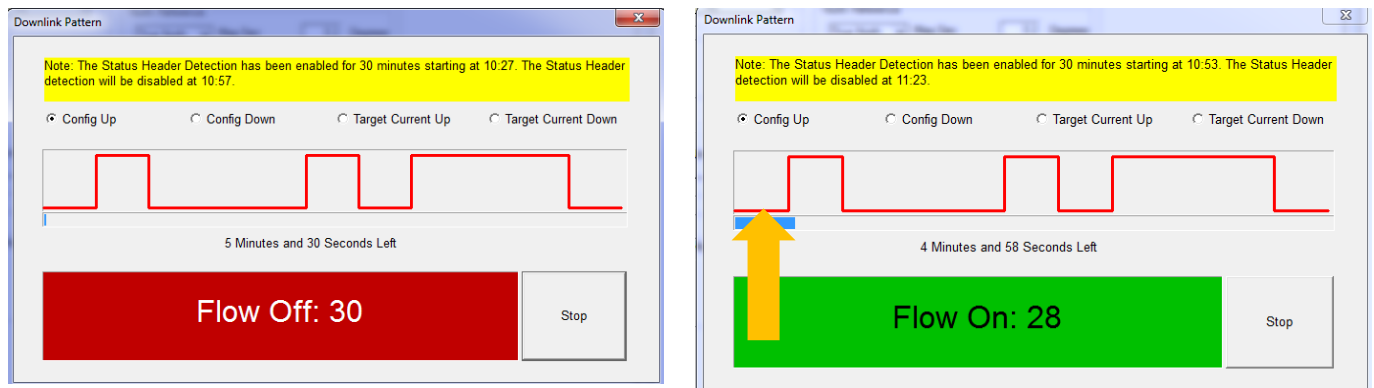 Downlink Pattern
Note: The Status Header Detection has been enabled for 30 minutes starting at 10:27. The Status Header
detection will be disabled at 10:57.
Config Up
Config Down
Target Current Up
Target Current Down
5 Minutes and 30 Seconds Left
Flow Off: 30
Stop
Downlink Pattern
Note: The Status Header Detection has been enabled for 30 minutes starting at 10:53. The Status Header
detection will be disabled at 11:23.
Config Up
Config Down
Target Current Up
Target Current Down
4 Minutes and 58 Seconds Left
Flow On: 28
Stop